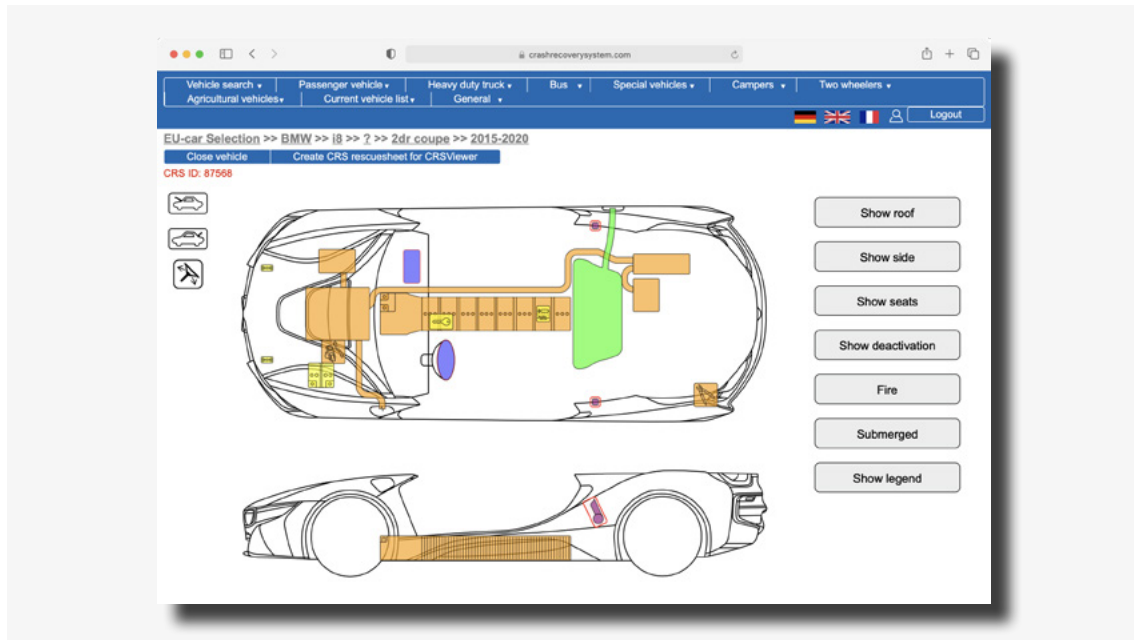 crashrecoverysystem.com
Vehicle search Passenger vehicle Heavy duty truck Bus Special vehicles Campers Two wheelers
Agricultural vehicles Current vehicle list General
Logout
EU-car Selection >> BMW >> i8 >> ? >> 2dr coupe >> 2015-2020
Close vehicle Create CRS rescuesheet for CRSViewer
CRS ID: 87568
Show roof
Show side
Show seats
Show deactivation
Fire
Submerged
Show legend